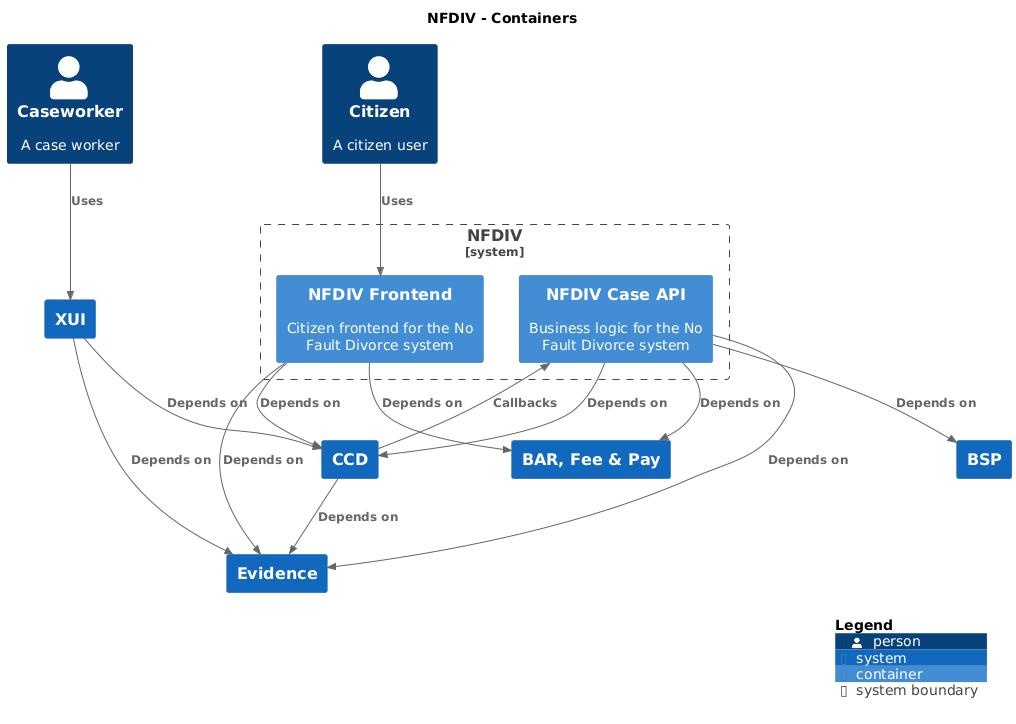 NFDIV - Containers
Caseworker
A case worker
Citizen
A citizen user
Uses
Uses
NFDIV
[system]
NFDIV Frontend
Citizen frontend for the No
Fault Divorce system
NFDIV Case API
Business logic for the No
Fault Divorce system
XUI
Depends on
Depends on
Depends on
Callbacks
Depends on
Depends on
Depends on
Depends on
Depends on
CCD
BAR, Fee & Pay
Depends on
BSP
Depends on
Evidence
Legend
person
system
container
system boundary